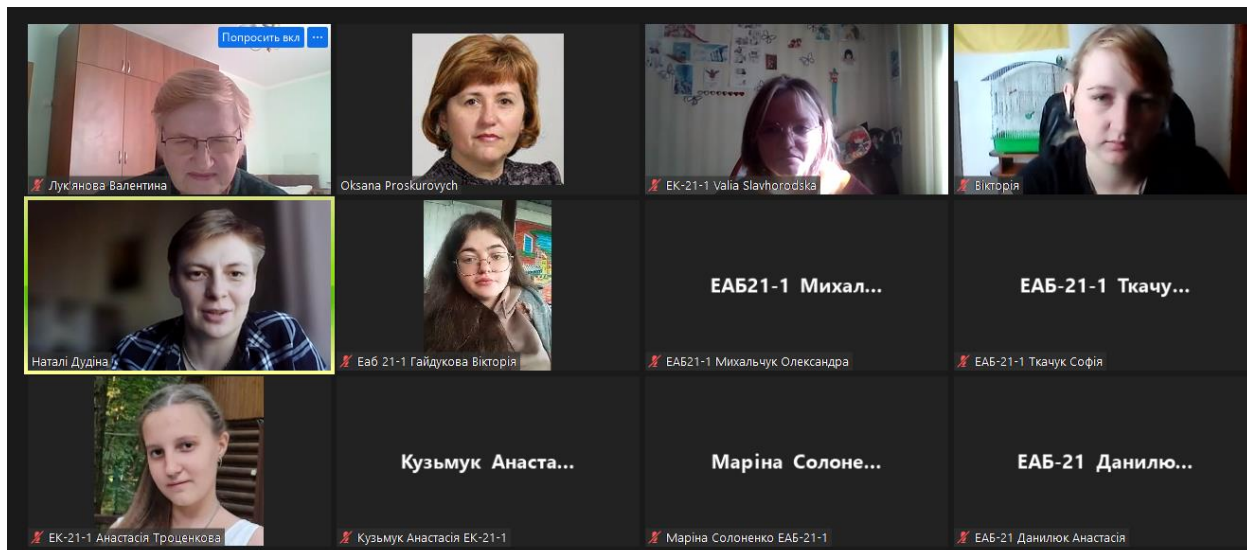 Попросить вкл ...
Лук'янова Валентина
Oksana Proskurovych
ЕК-21-1 Valia Slavhorodska
Вікторія
Наталі Дудіна
Еаб 21-1 Гайдукова Вікторія
ЕАБ21-1 Михал...
ЕАБ21-1 Михальчук Олександра
ЕАБ-21-1 Ткачу...
ЕАБ-21-1 Ткачук Софія
ЕК-21-1 Анастасія Троценкова
Кузьмук Анаста...
Кузьмук Анастасія ЕК-21-1
Маріна Солоне...
Маріна Солоненко ЕАБ-21-1
ЕАБ-21 Данилю...
ЕАБ-21 Данилюк Анастасія